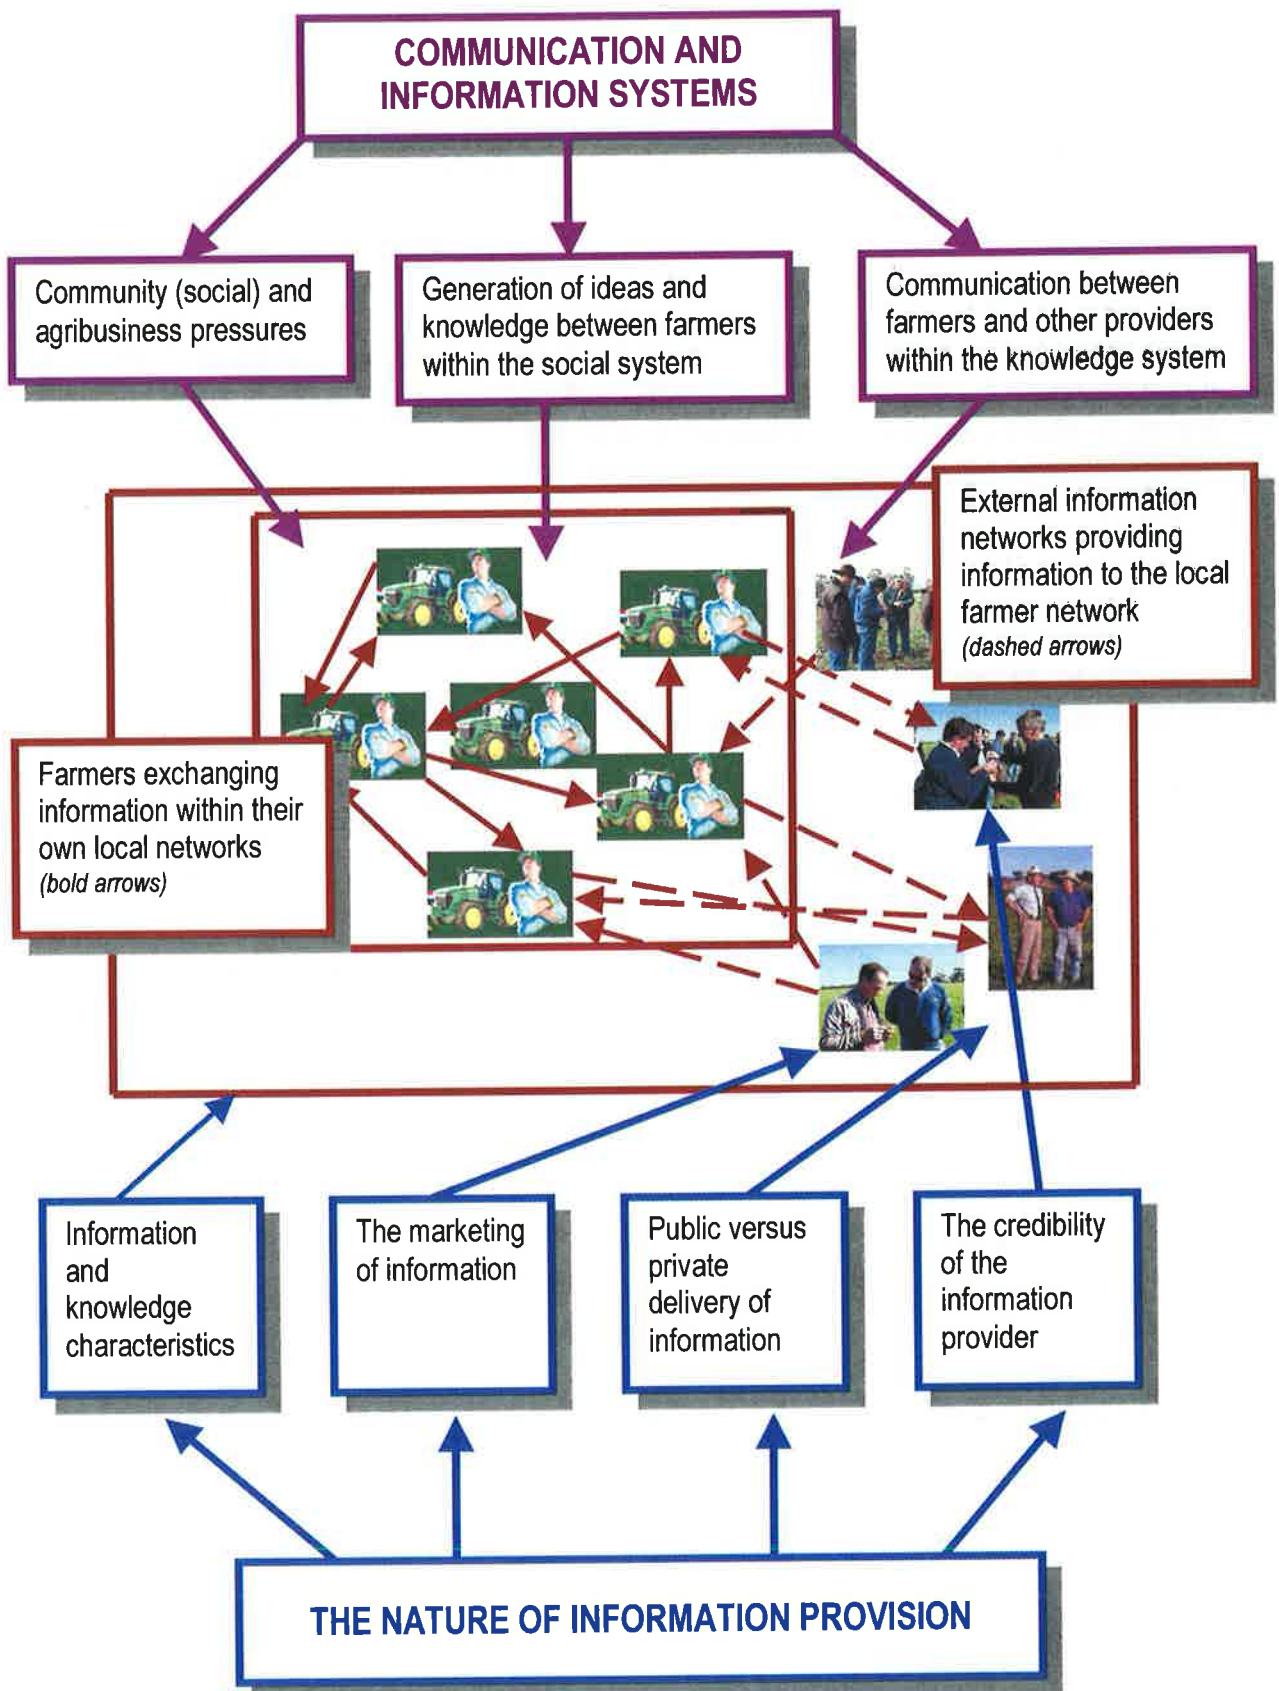 COMMUNICATION AND
INFORMATION SYSTEMS
Community (social) and
agribusiness pressures
Generation of ideas and
knowledge between farmers
within the social system
Communication between
farmers and other providers
within the knowledge system
External information
networks providing
information to the local
farmer network
(dashed arrows)
Farmers exchanging
information within their
own local networks
(bold arrows)
Information
and
knowledge
characteristics
The marketing
of information
Public versus
private
delivery of
information
The credibility
of the
information
provider
THE NATURE OF INFORMATION PROVISION